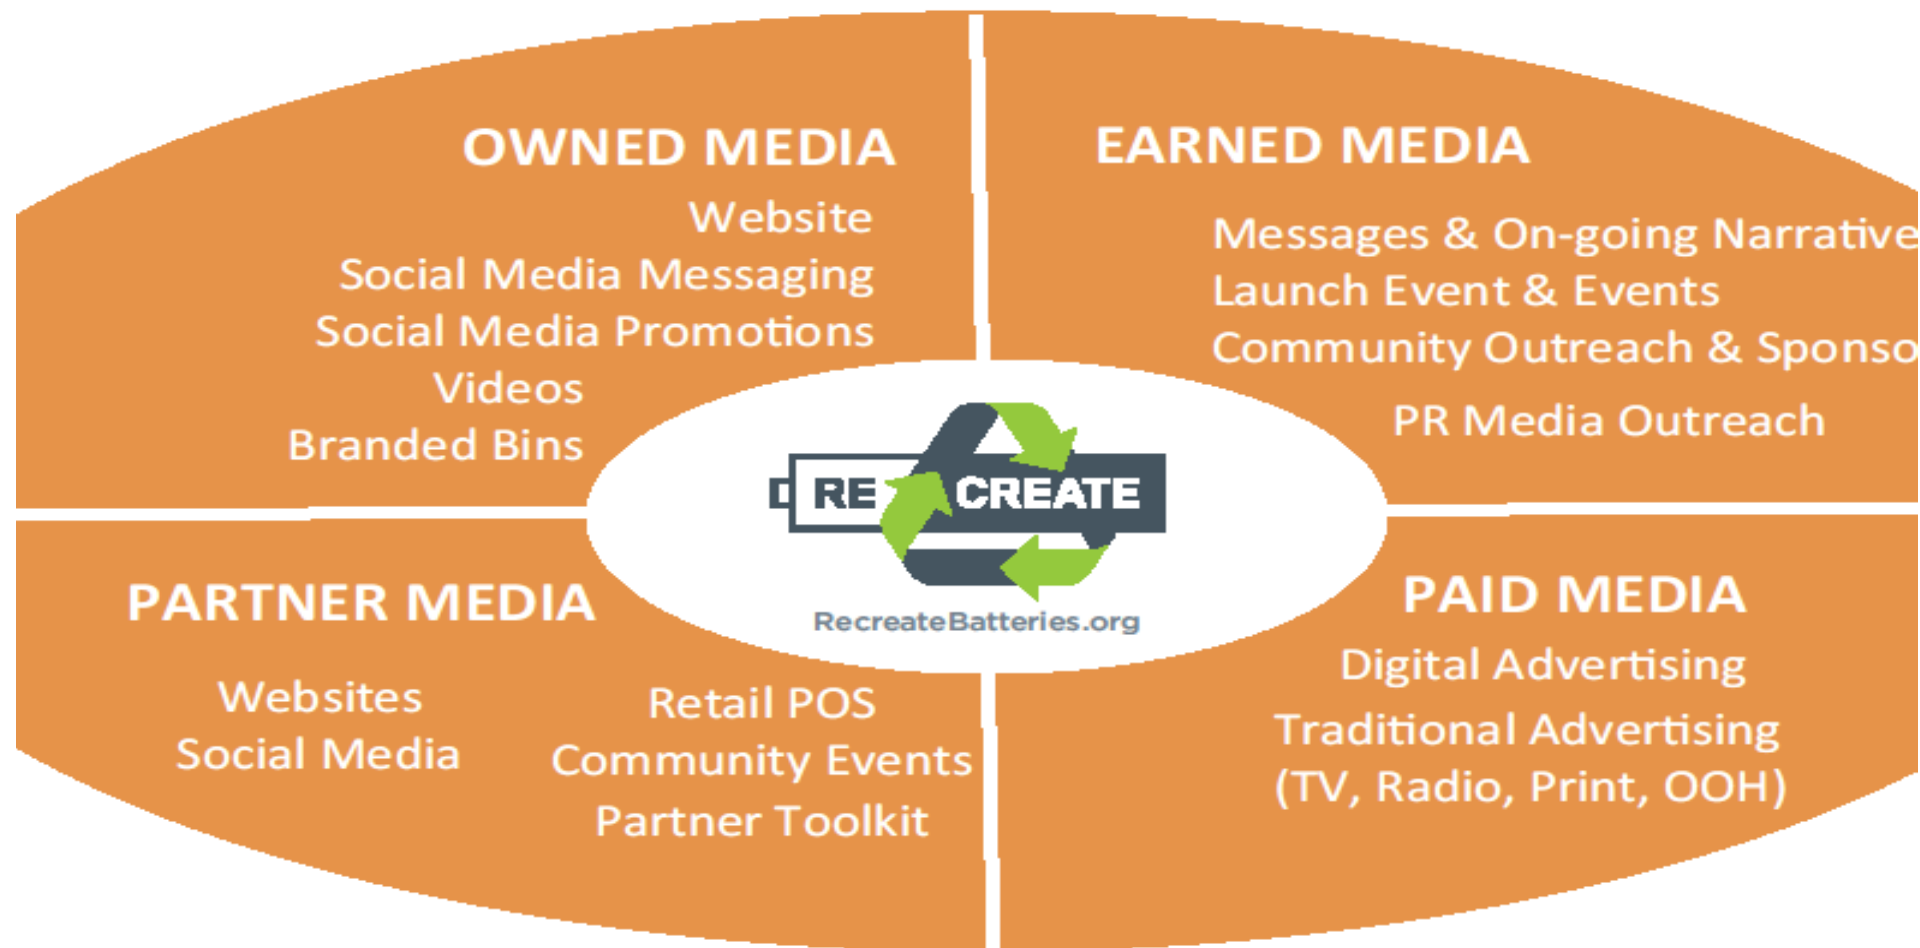 OWNED MEDIA
Website
Social Media Messaging
Social Media Promotions
Videos
Branded Bins
EARNED MEDIA
Messages & On-going Narrative
Launch Event & Events
Community Outreach & Sponso
PR Media Outreach
RE CREATE
RecreateBatteries.org
PARTNER MEDIA
Websites
Social Media
Retail POS
Community Events
Partner Toolkit
PAID MEDIA
Digital Advertising
Traditional Advertising
(TV, Radio, Print, OOH)